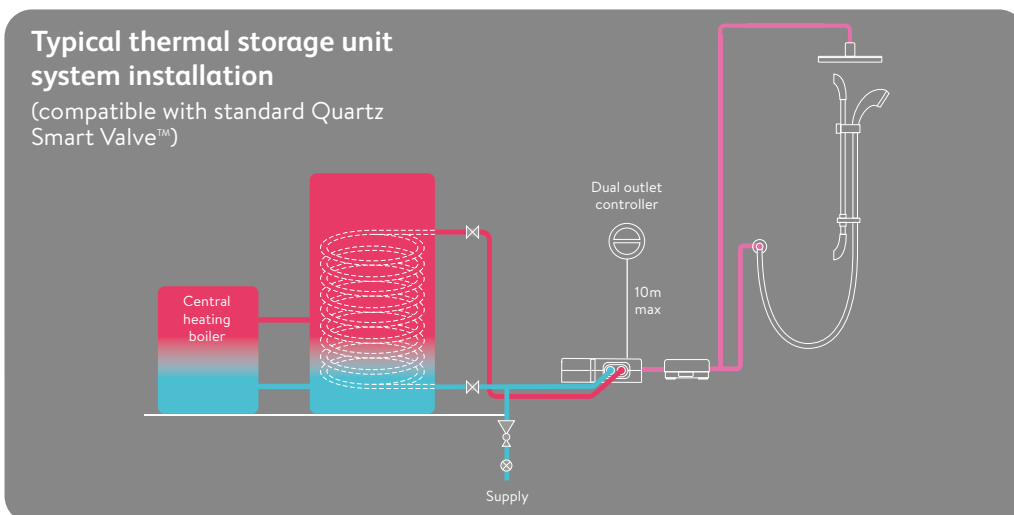 Typical thermal storage unit
system installation
(compatible with standard Quartz
Smart Valve™)
Dual outlet
controller
10m
max
Central
heating
boiler
Supply